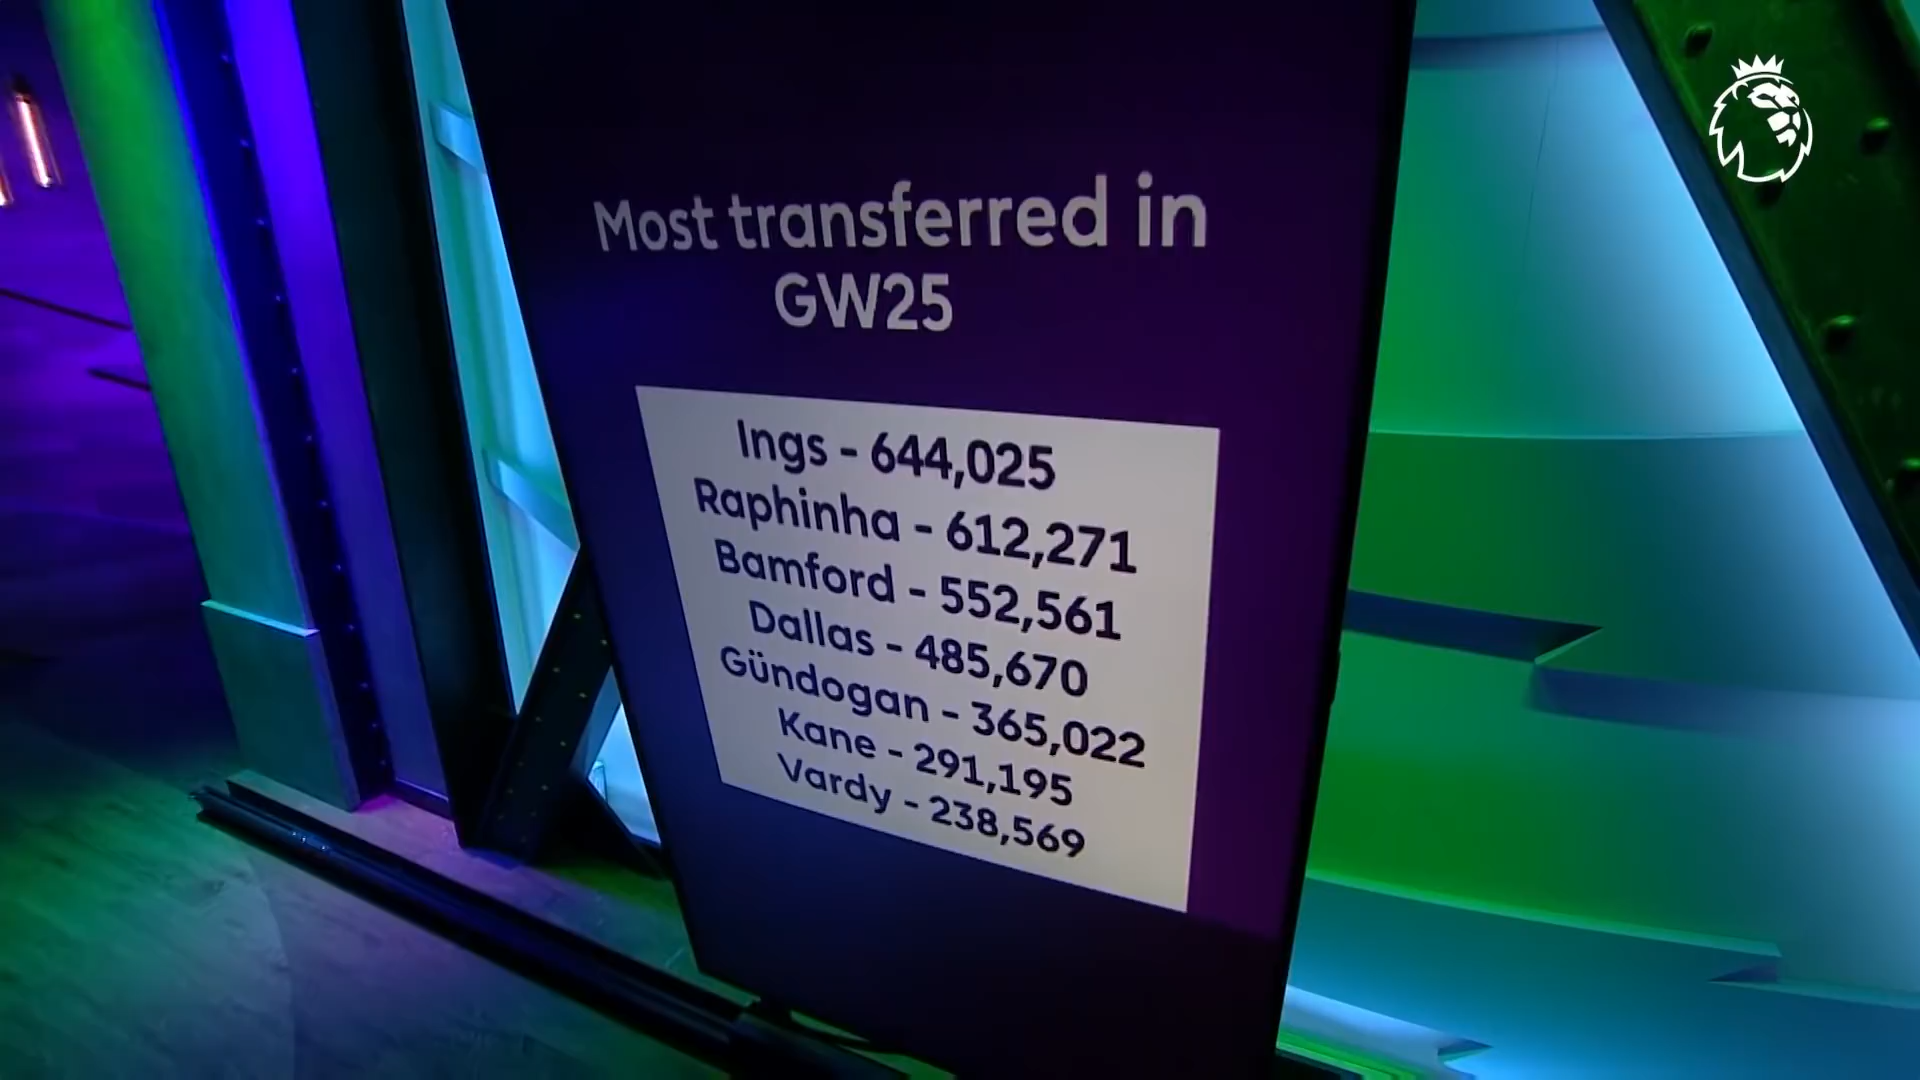 Most transferred in
GW25
Ings - 644,025
Raphinha - 612,271
Bamford - 552,561
Dallas - 485,670
Gündogan - 365,022
Kane - 291,195
Vardy - 238,569